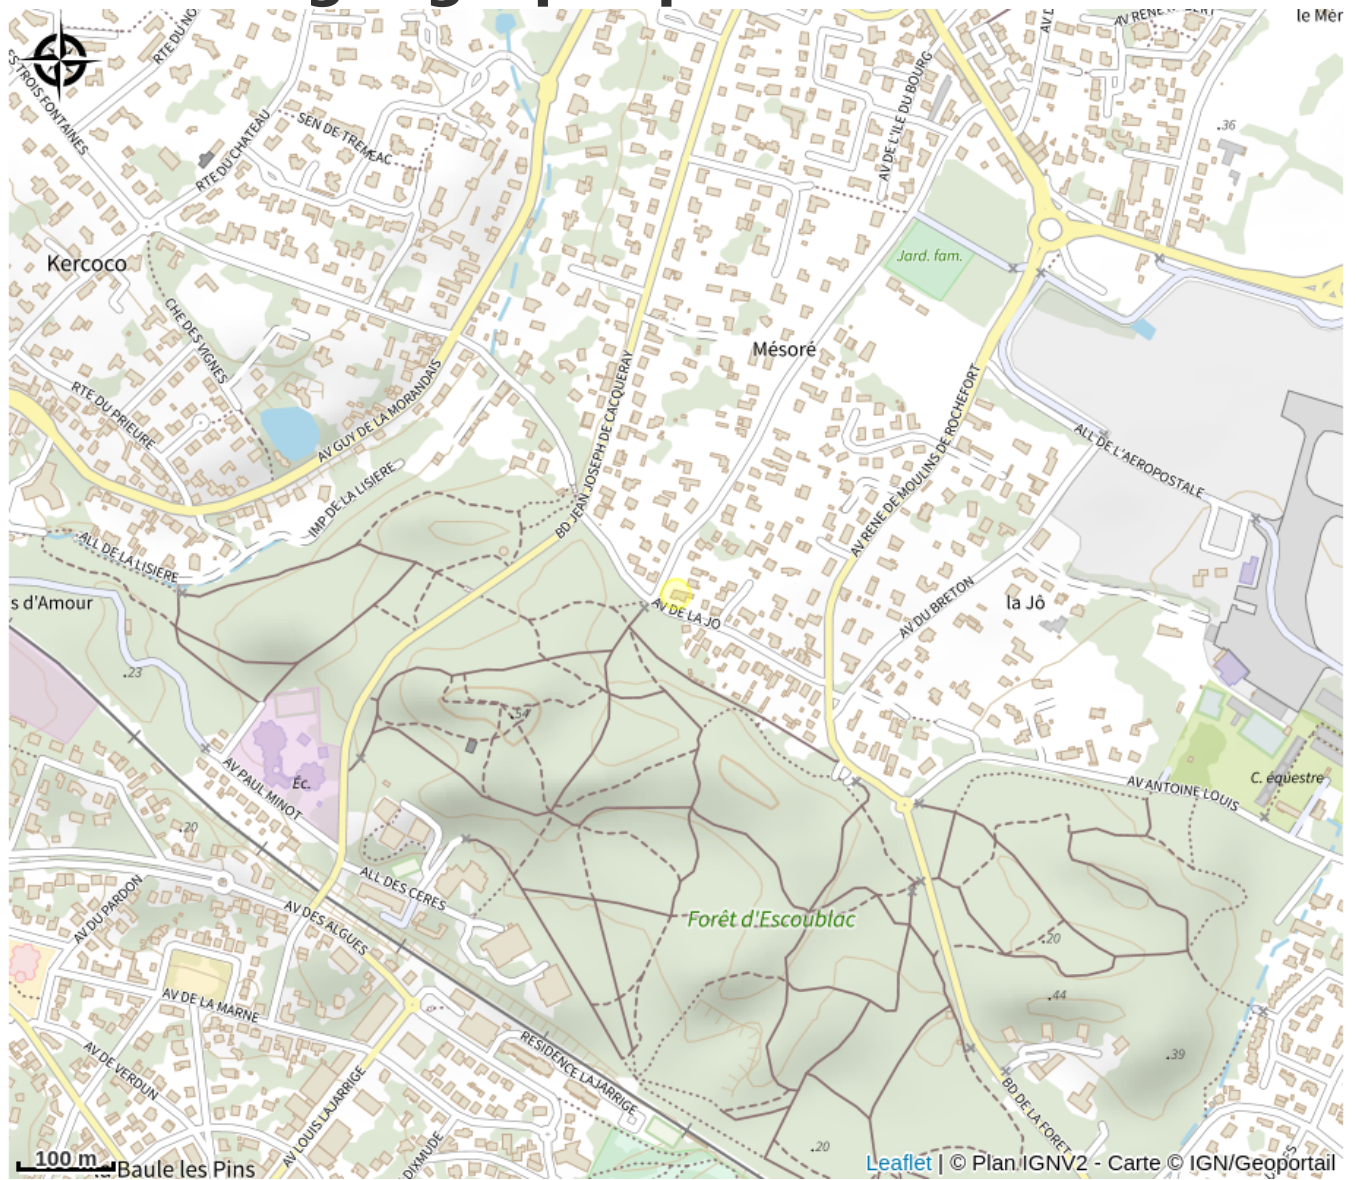 le Mér
RTE DU NO
AV RENE
S TROIS FONTAINES
SEN DE TREMEAC
RTE DU CHATEAU
AV DE L'ILE DU BOURG
.36
Kercoco
Jard. fam.
CHE DES VIGNES
Mésoré
RTE DU PRIEURE
AV GUY DE LA MORANDAIS
BD JEAN JOSEPH DE CACQUERAY
AV RENE DE MOULINS DE ROCHEFORT
ALL DE L'AEROPOSTALE
IMP DE LA LISIERE
ALL DE LA LISIERE
s d'Amour
AV DE LA JO
AV DU BRETON
la Jô
.23
.54
Éc.
AV PAUL MINOT
C. équestre
AV ANTOINE LOUIS
.20
ALL DES CERES
AV DU PARDON
AV DES ALGUES
Forêt d'Escoublac
.20
AV DE LA MARNE
.44
AV DE VERDUN
RESIDENCE LAJARRIGE
.39
AV LOUIS LAJARRIGE
BD DE LA FORET
DIXMUDE
.20
100 m
la Baule les Pins
Leaflet | © Plan IGNV2 - Carte © IGN/Geoportail